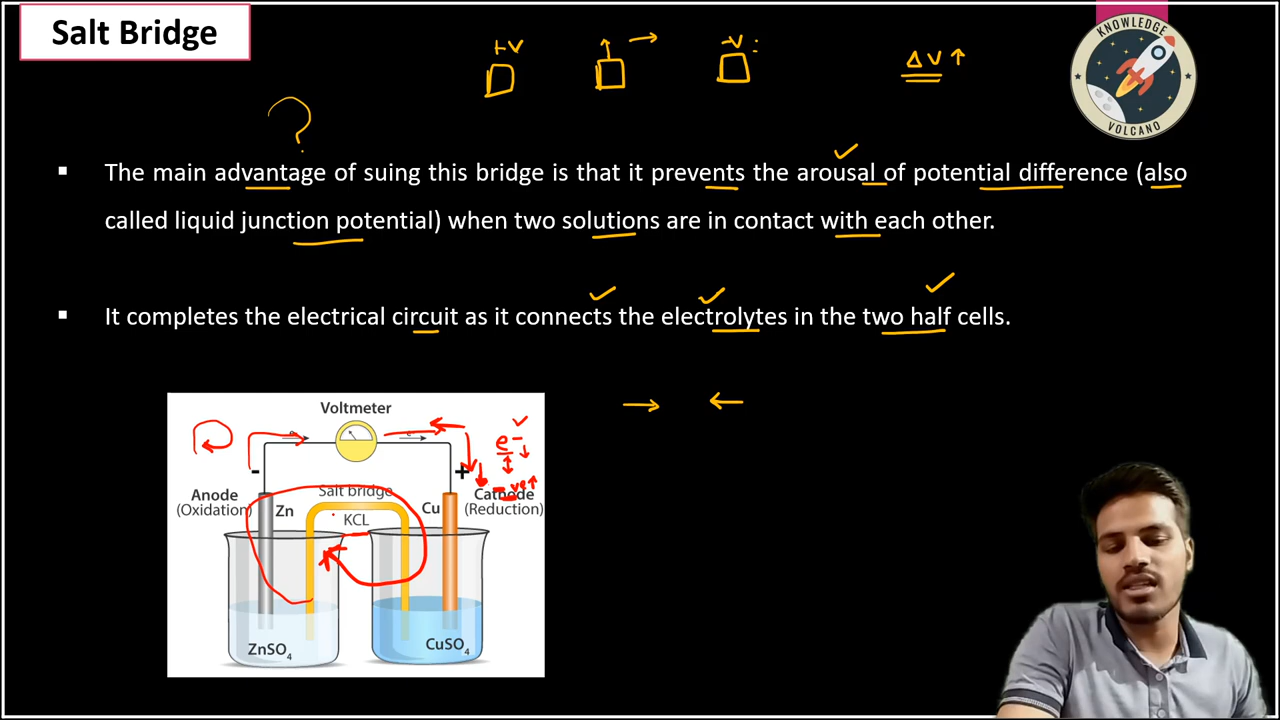 Salt Bridge
+v
-v
Δv↑
KNOWLEDGE
VOLCANO
?
▪ The main advantage of suing this bridge is that it prevents the arousal of potential difference (also
called liquid junction potential) when two solutions are in contact with each other.
▪ It completes the electrical circuit as it connects the electrolytes in the two half cells.
Voltmeter
e
e
e-
-
+
-ve↑
Anode
(Oxidation)
Zn
Salt bridge
KCL
Cu
Cathode
(Reduction)
ZnSO4
CuSO4